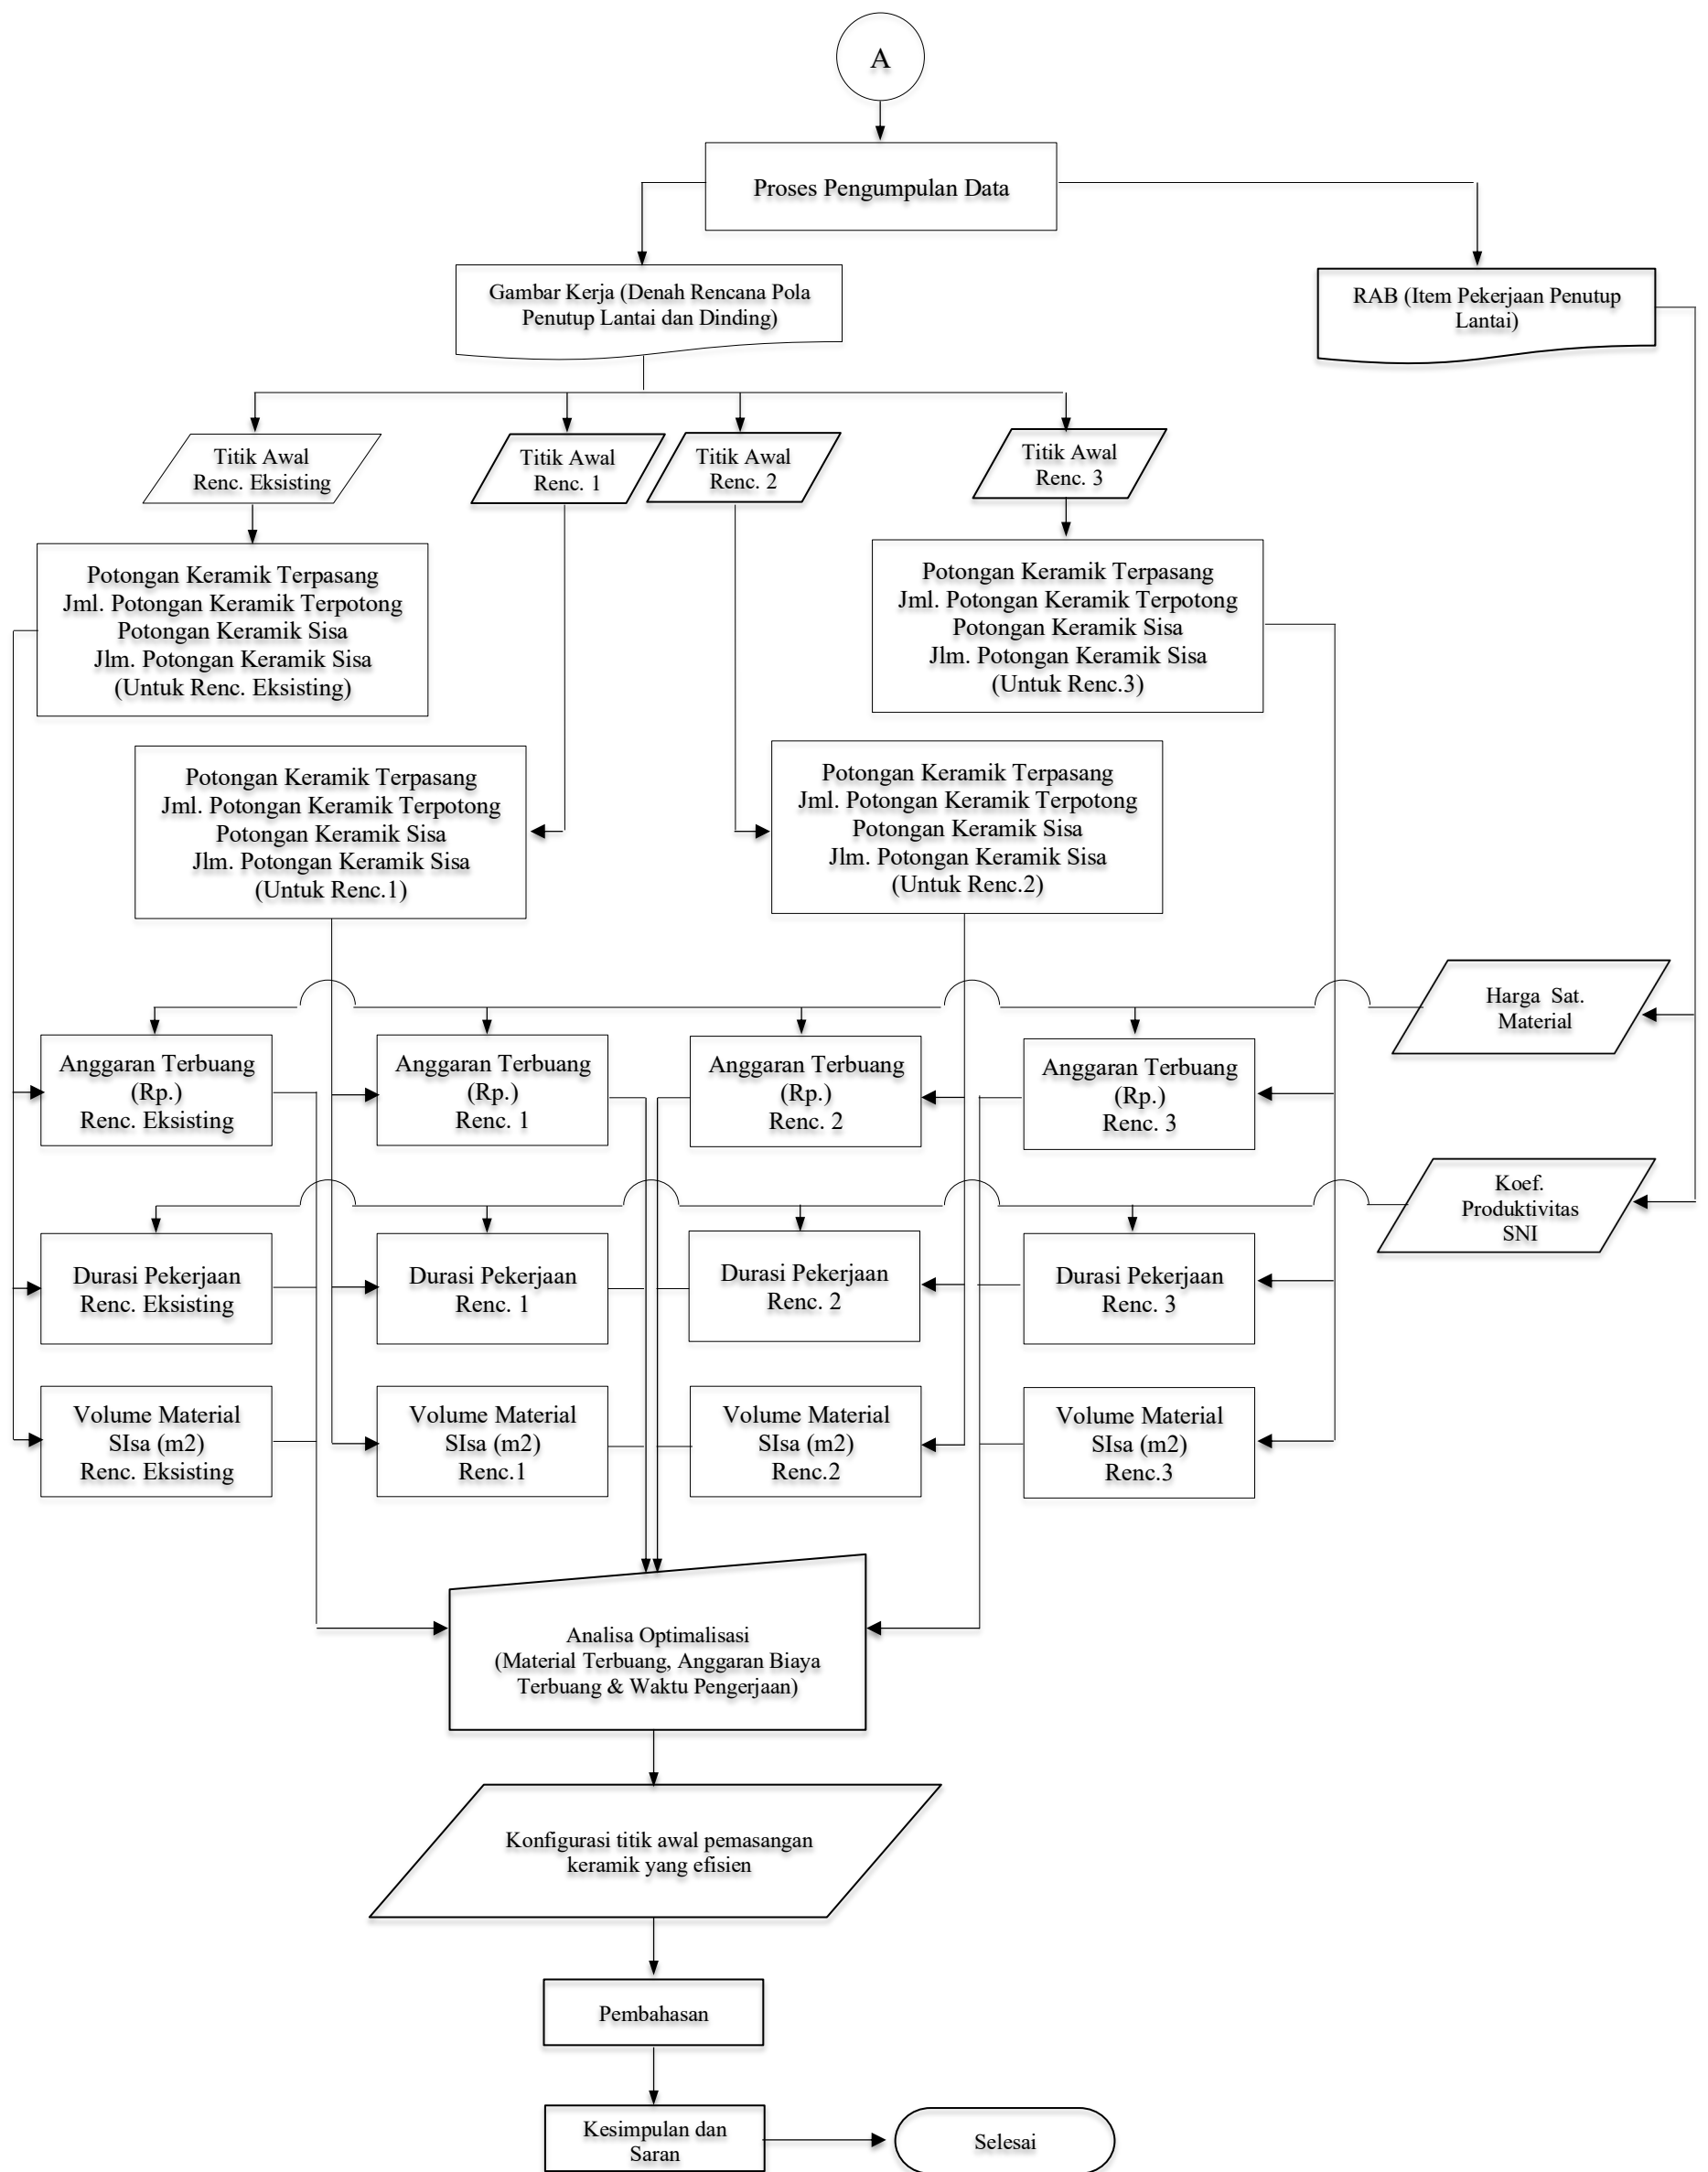 A
Proses Pengumpulan Data
Gambar Kerja (Denah Rencana Pola
Penutup Lantai dan Dinding)
RAB (Item Pekerjaan Penutup
Lantai)
Titik Awal
Renc. Eksisting
Titik Awal
Renc. 1
Titik Awal
Renc. 2
Titik Awal
Renc. 3
Potongan Keramik Terpasang
Jml. Potongan Keramik Terpotong
Potongan Keramik Sisa
Jlm. Potongan Keramik Sisa
(Untuk Renc. Eksisting)
Potongan Keramik Terpasang
Jml. Potongan Keramik Terpotong
Potongan Keramik Sisa
Jlm. Potongan Keramik Sisa
(Untuk Renc.3)
Potongan Keramik Terpasang
Jml. Potongan Keramik Terpotong
Potongan Keramik Sisa
Jlm. Potongan Keramik Sisa
(Untuk Renc.1)
Potongan Keramik Terpasang
Jml. Potongan Keramik Terpotong
Potongan Keramik Sisa
Jlm. Potongan Keramik Sisa
(Untuk Renc.2)
Harga Sat.
Material
Anggaran Terbuang
(Rp.)
Renc. Eksisting
Anggaran Terbuang
(Rp.)
Renc. 1
Anggaran Terbuang
(Rp.)
Renc. 2
Anggaran Terbuang
(Rp.)
Renc. 3
Koef.
Produktivitas
SNI
Durasi Pekerjaan
Renc. Eksisting
Durasi Pekerjaan
Renc. 1
Durasi Pekerjaan
Renc. 2
Durasi Pekerjaan
Renc. 3
Volume Material
SIsa (m2)
Renc. Eksisting
Volume Material
SIsa (m2)
Renc.1
Volume Material
SIsa (m2)
Renc.2
Volume Material
SIsa (m2)
Renc.3
Analisa Optimalisasi
(Material Terbuang, Anggaran Biaya
Terbuang & Waktu Pengerjaan)
Konfigurasi titik awal pemasangan
keramik yang efisien
Pembahasan
Kesimpulan dan
Saran
Selesai